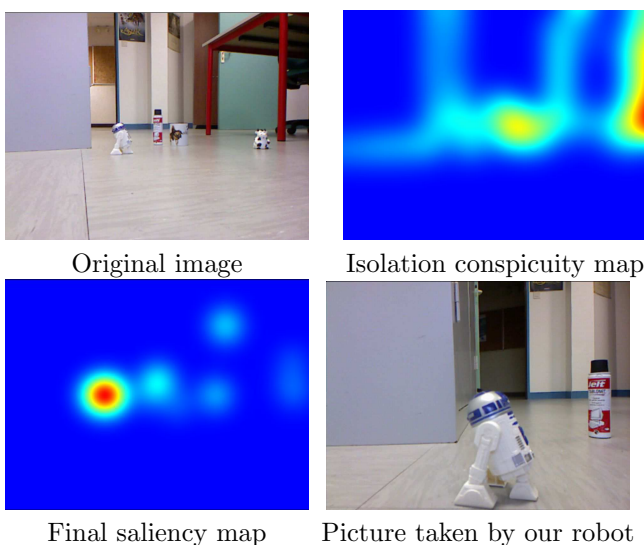 Original image
Isolation conspicuity map
Final saliency map
Picture taken by our robot